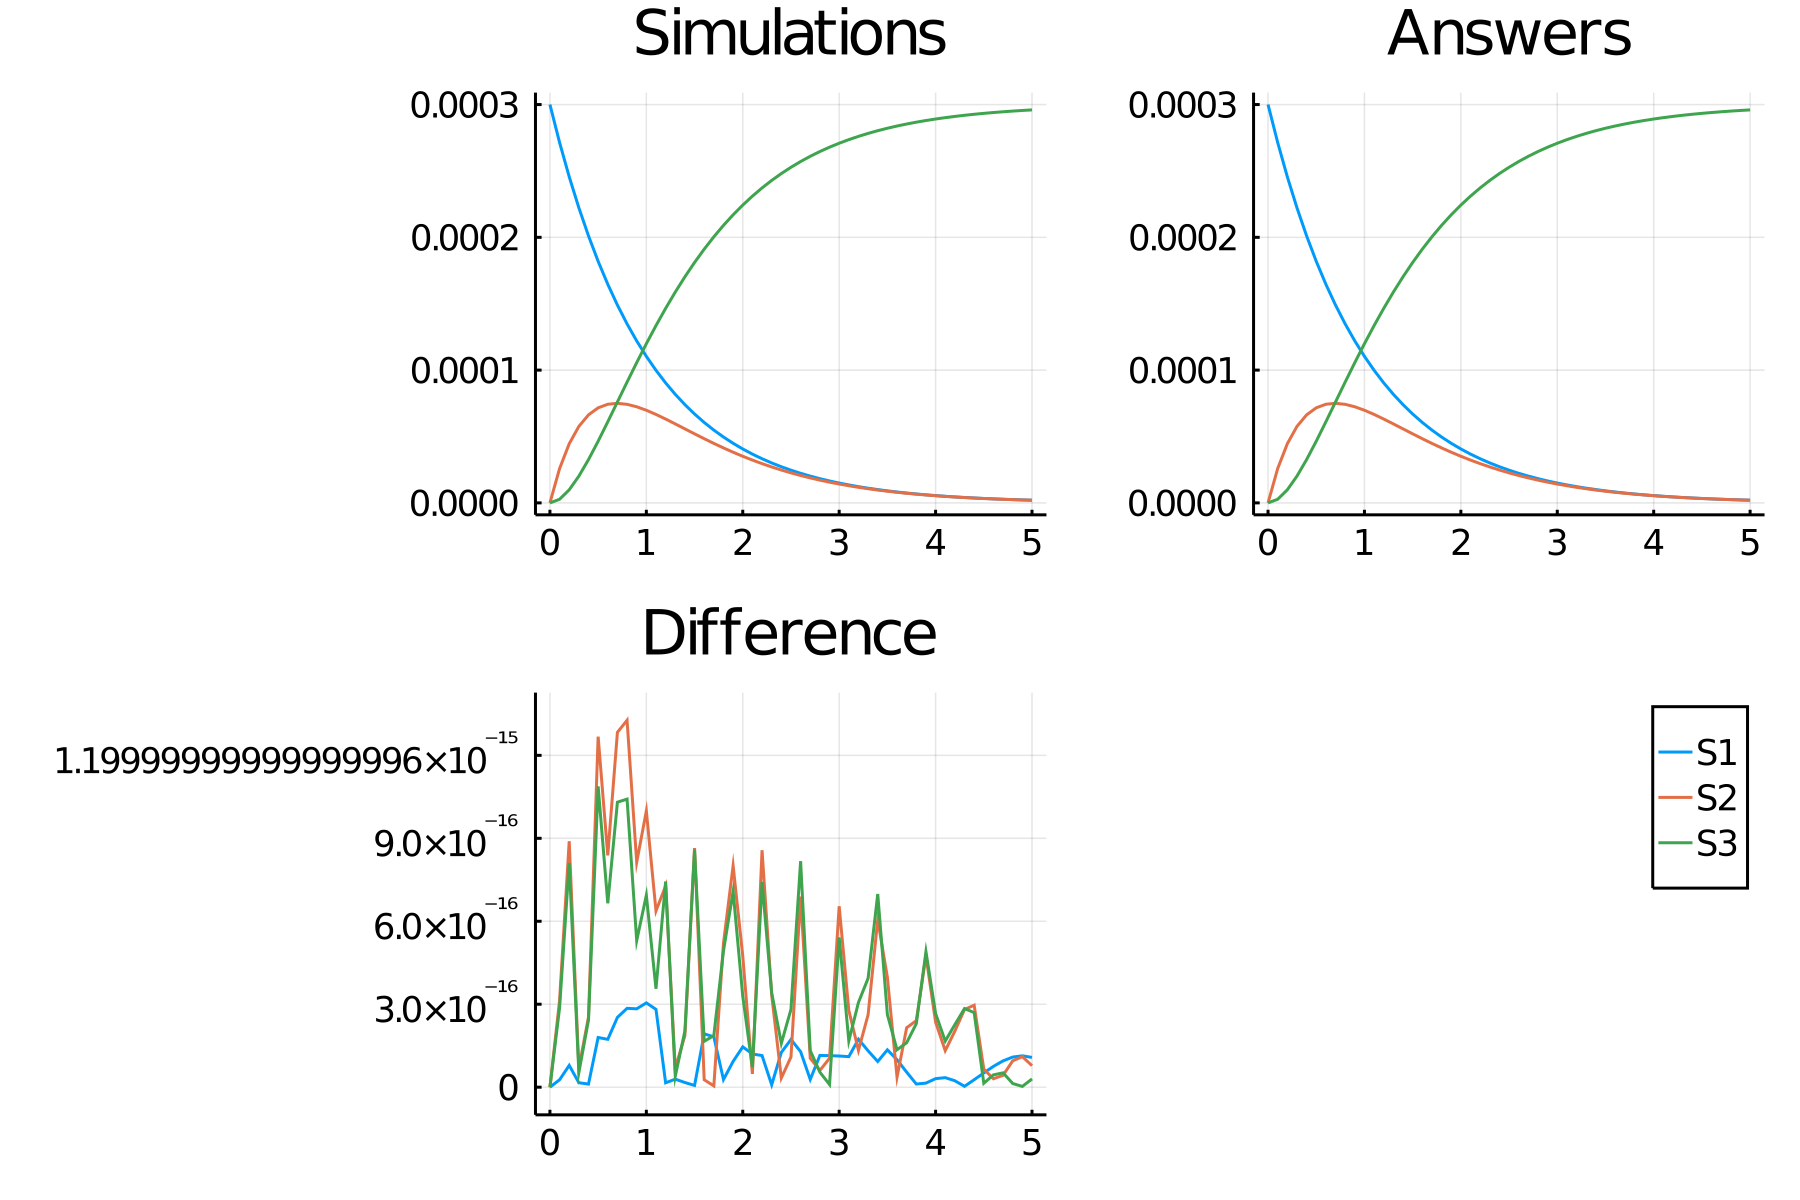 Simulations
0.0003
0.0002
0.0001
0.0000
0 1 2 3 4 5
Answers
0.0003
0.0002
0.0001
0.0000
0 1 2 3 4 5
Difference
1.1999999999999999996×10⁻¹⁵
9.0×10⁻¹⁶
6.0×10⁻¹⁶
3.0×10⁻¹⁶
0
0 1 2 3 4 5
S1
S2
S3